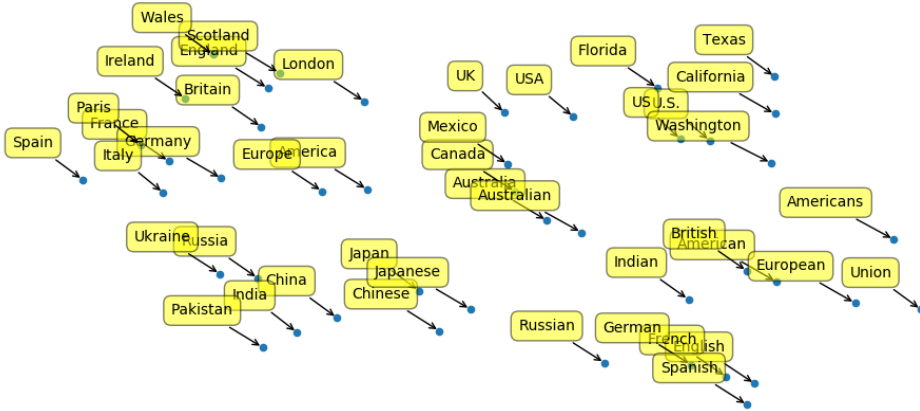 Wales
Scotland
England
Ireland
London
Britain
Paris
France
Germany
Italy
Spain
Europe
America
UK
USA
Mexico
Canada
Australia
Australian
Florida
Texas
California
US
U.S.
Washington
Americans
British
American
European
Indian
Union
Ukraine
Russia
China
India
Pakistan
Japan
Japanese
Chinese
Russian
German
French
English
Spanish